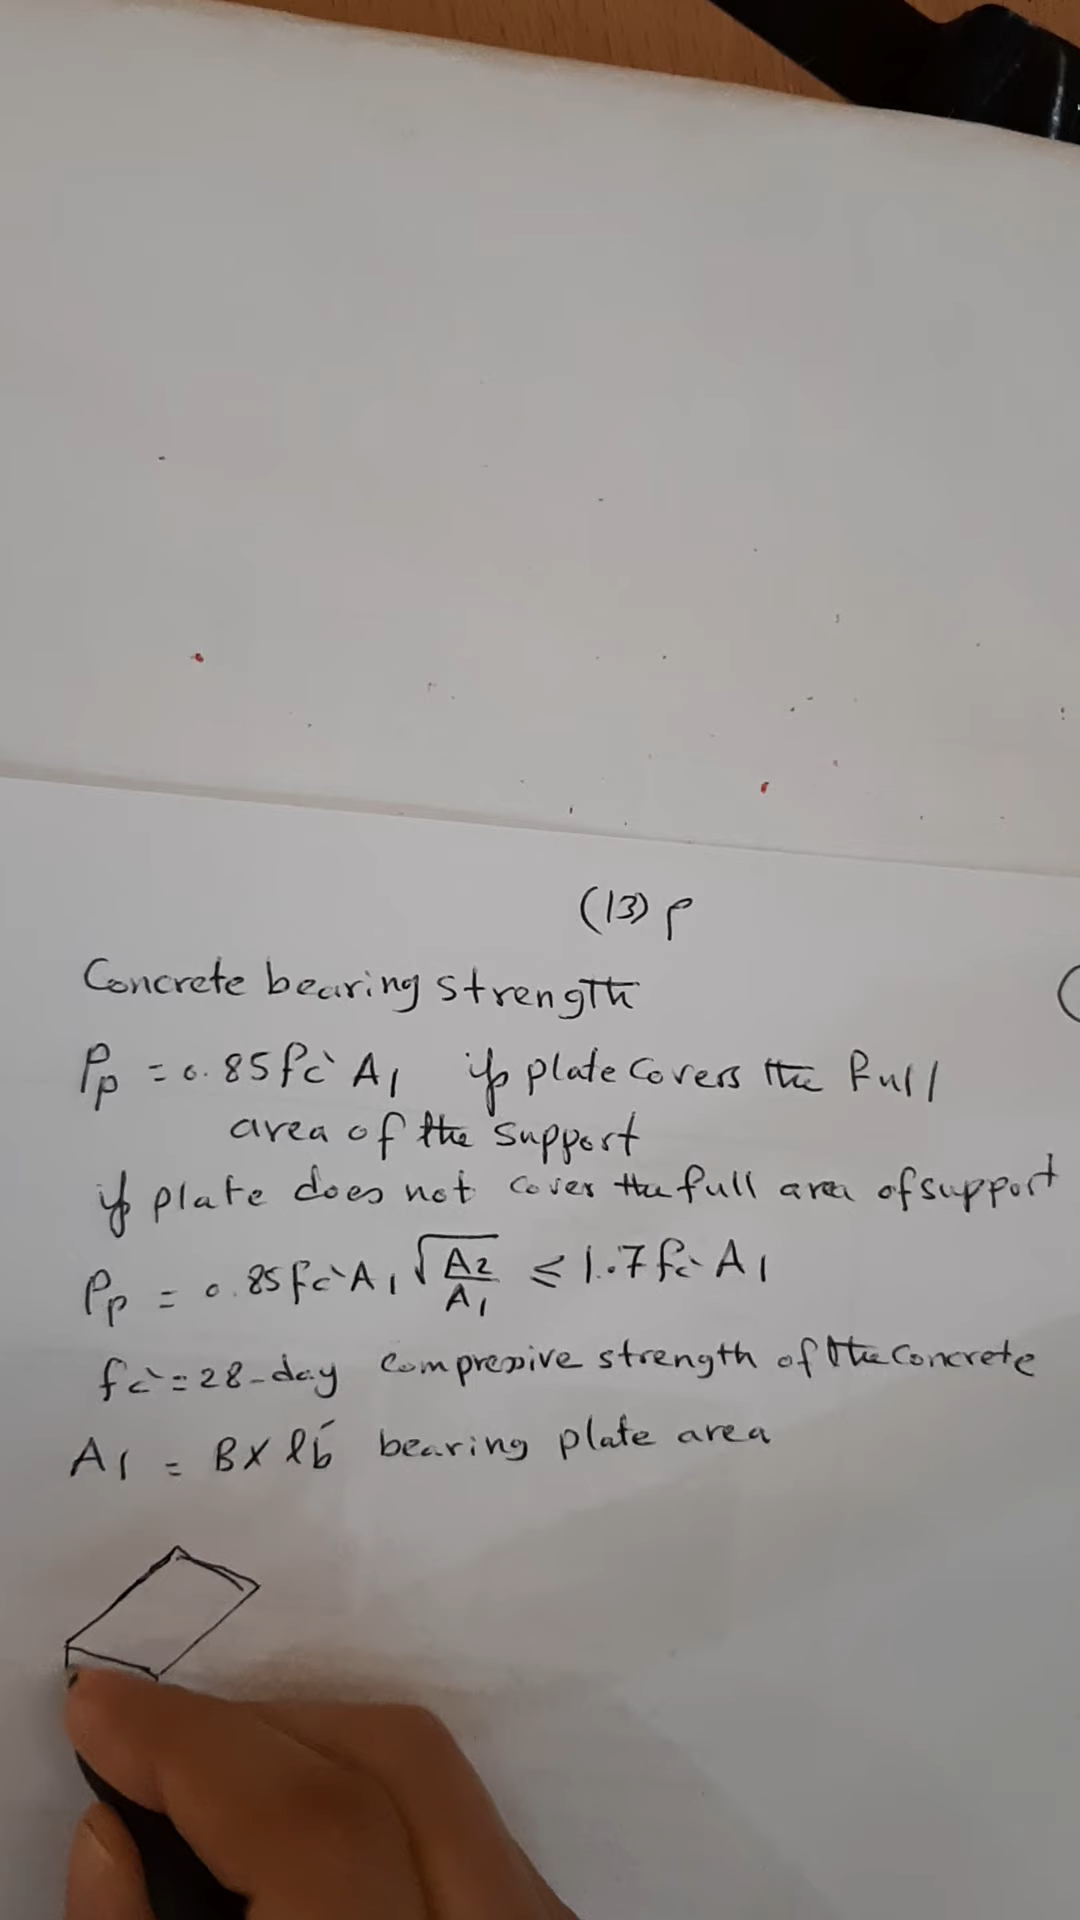 (13) P
Concrete bearing strength
Pp = 0.85 fc' A1 if plate covers the full
area of the support
if plate does not cover the full area of support
Pp = 0.85 fc' A1 √(A2/A1) ≤ 1.7 fc' A1
fc' = 28-day compressive strength of the concrete
A1 = B x lb bearing plate area